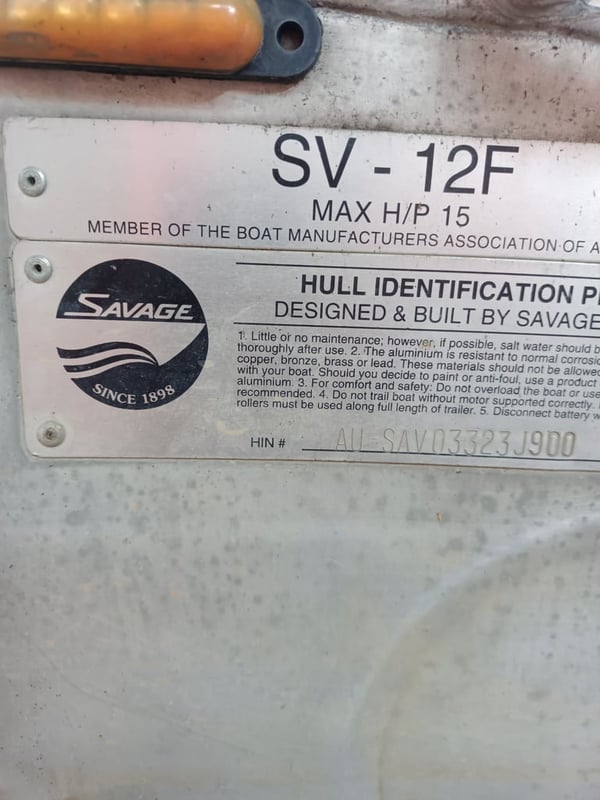 SV - 12F
MAX H/P 15
MEMBER OF THE BOAT MANUFACTURERS ASSOCIATION OF A
SAVAGE
SINCE 1898
HULL IDENTIFICATION P
DESIGNED & BUILT BY SAVAGE
1. Little or no maintenance; however, if possible, salt water should b
thoroughly after use. 2. The aluminium is resistant to normal corrosio
copper, bronze, brass or lead. These materials should not be allowed
with your boat. Should you decide to paint or anti-foul, use a product
aluminium. 3. For comfort and safety: Do not overload the boat or use
recommended. 4. Do not trail boat without motor supported correctly.
rollers must be used along full length of trailer. 5. Disconnect battery w
HIN # AU-SAV03323J900